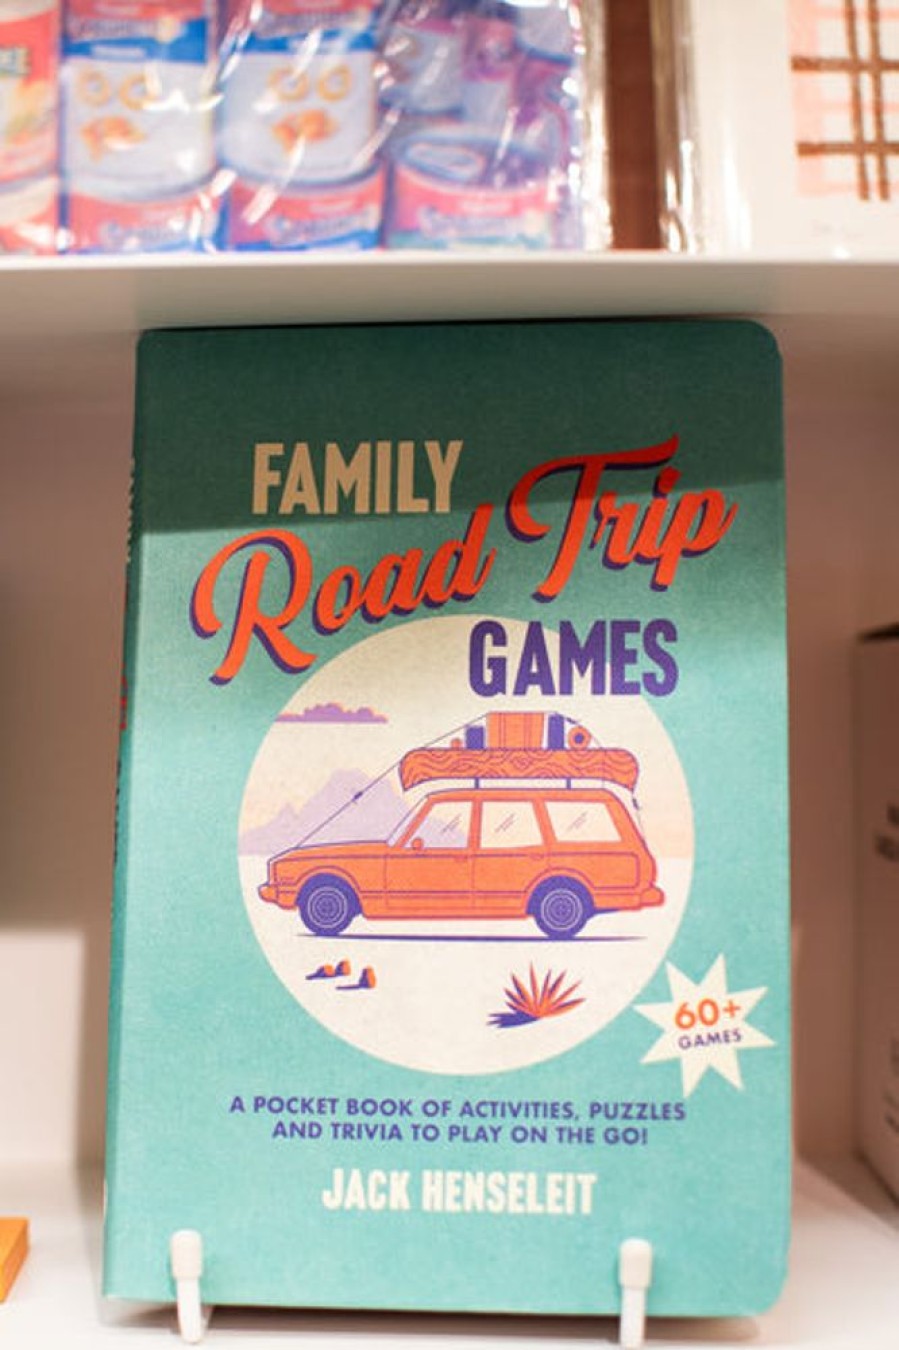 FAMILY
Road Trip
GAMES
60+
GAMES
A POCKET BOOK OF ACTIVITIES, PUZZLES
AND TRIVIA TO PLAY ON THE GO!
JACK HENSELEIT